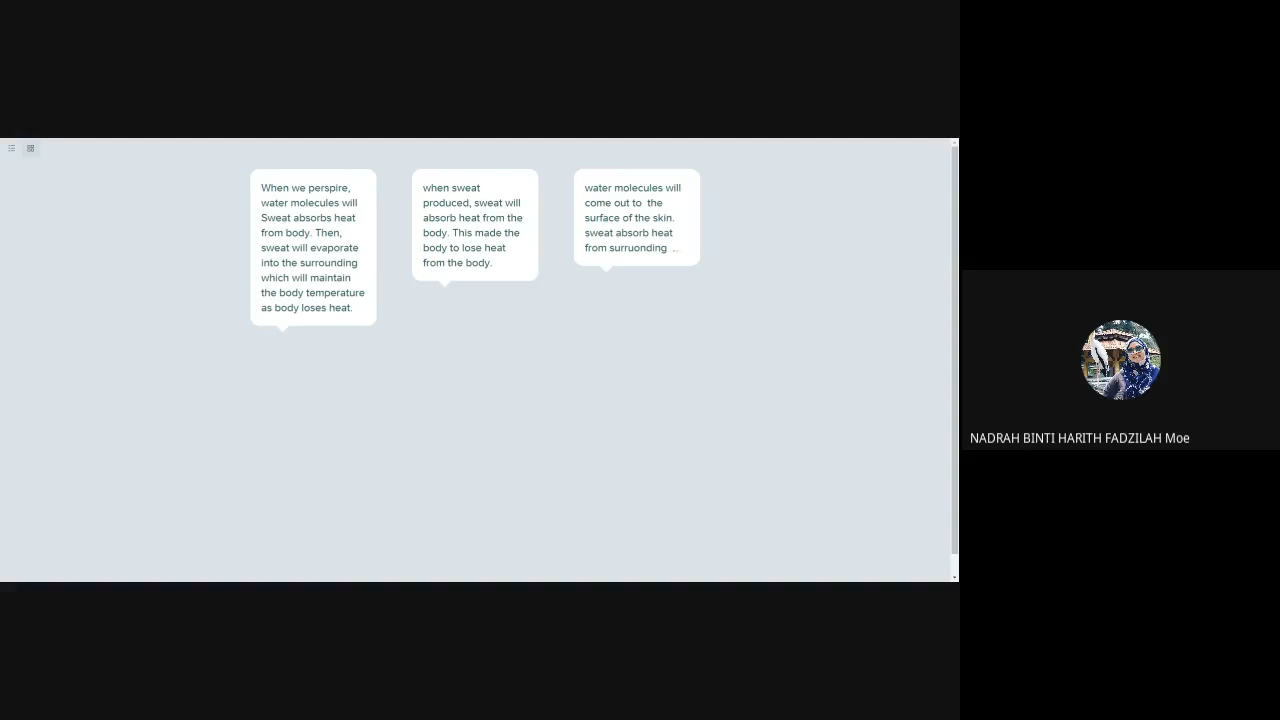 When we perspire,
water molecules will
Sweat absorbs heat
from body. Then,
sweat will evaporate
into the surrounding
which will maintain
the body temperature
as body loses heat.
when sweat
produced, sweat will
absorb heat from the
body. This made the
body to lose heat
from the body.
water molecules will
come out to  the
surface of the skin.
sweat absorb heat
from surruonding  ...
NADRAH BINTI HARITH FADZILAH Moe